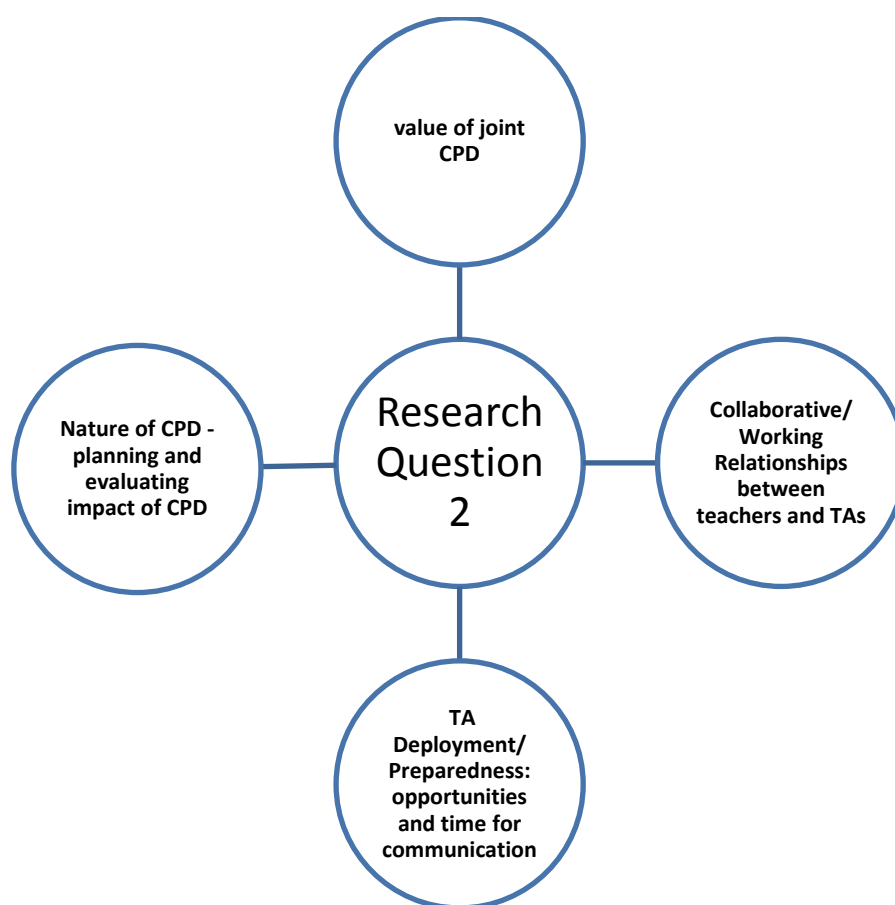 value of joint
CPD
Nature of CPD -
planning and
evaluating
impact of CPD
Research
Question
2
Collaborative/
Working
Relationships
between
teachers and TAs
TA
Deployment/
Preparedness:
opportunities
and time for
communication